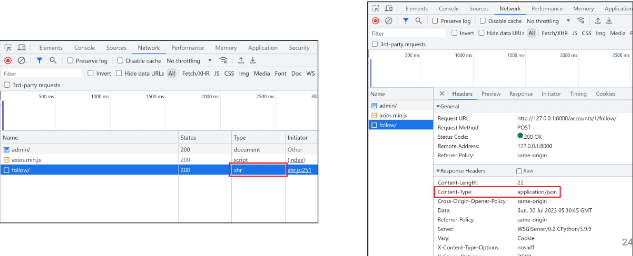 Elements Console Sources Network Performance Memory Application Security
Preserve log Disable cache No throttling
Filter Invert Hide data URLs All Fetch/XHR JS CSS Img Media Font Doc WS
3rd-party requests
500 ms 1000 ms 1500 ms 2000 ms 2500 ms
Name Status Type Initiator
admin/ 200 document Other
axios.min.js 200 script (index)
follow/ 200 xhr xhr.js:251
Elements Console Sources Network Performance Memory
Preserve log Disable cache No throttling
Filter Invert Hide data URLs All Fetch/XHR JS CSS Img
3rd-party requests
500 ms 1000 ms 1500 ms 2000 ms
Name Headers Preview Response Initiator Timing Cookies
admin/
axios.min.js
follow/
General
Request URL: http://127.0.0.1:8000/accounts/1/follow/
Request Method: POST
Status Code: 200 OK
Remote Address: 127.0.0.1:8000
Referrer Policy: same-origin
Response Headers Raw
Content-Length: 22
Content-Type: application/json
Cross-Origin-Opener-Policy: same-origin
Date: Sun, 30 Jul 2023 05:30:45 GMT
Referrer-Policy: same-origin
Server: WSGIServer/0.2 CPython/3.9.9
Vary: Cookie
X-Content-Type-Options: nosniff
24